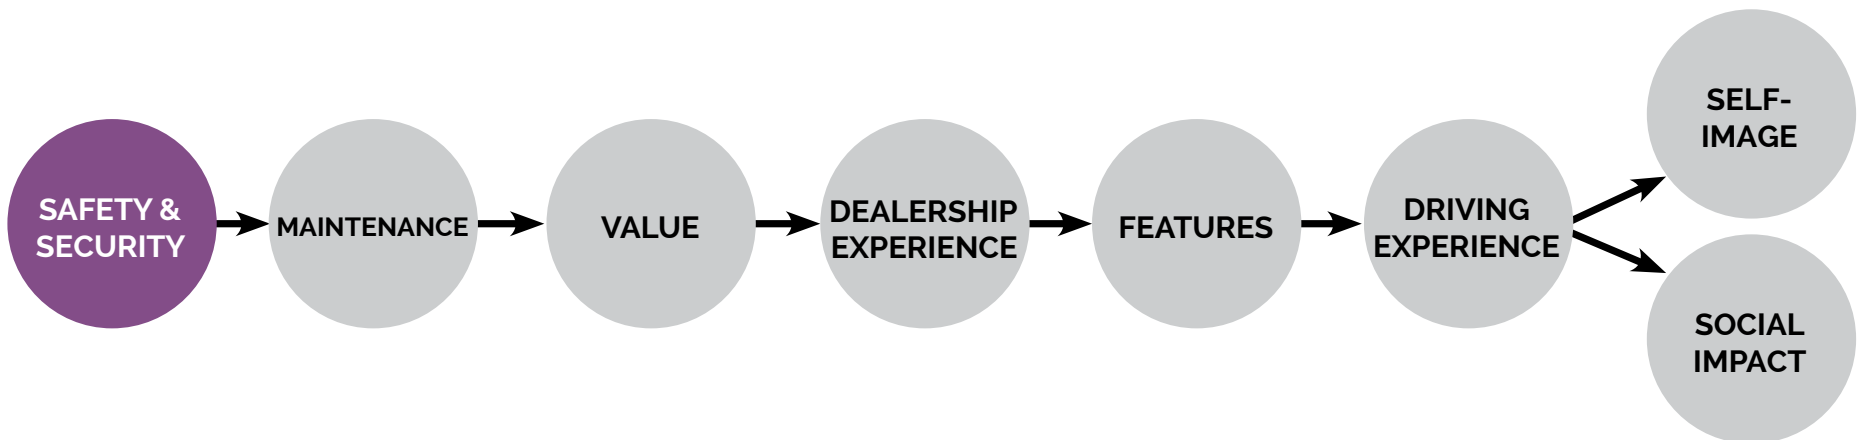 SAFETY &
SECURITY
MAINTENANCE
VALUE
DEALERSHIP
EXPERIENCE
FEATURES
DRIVING
EXPERIENCE
SELF-
IMAGE
SOCIAL
IMPACT